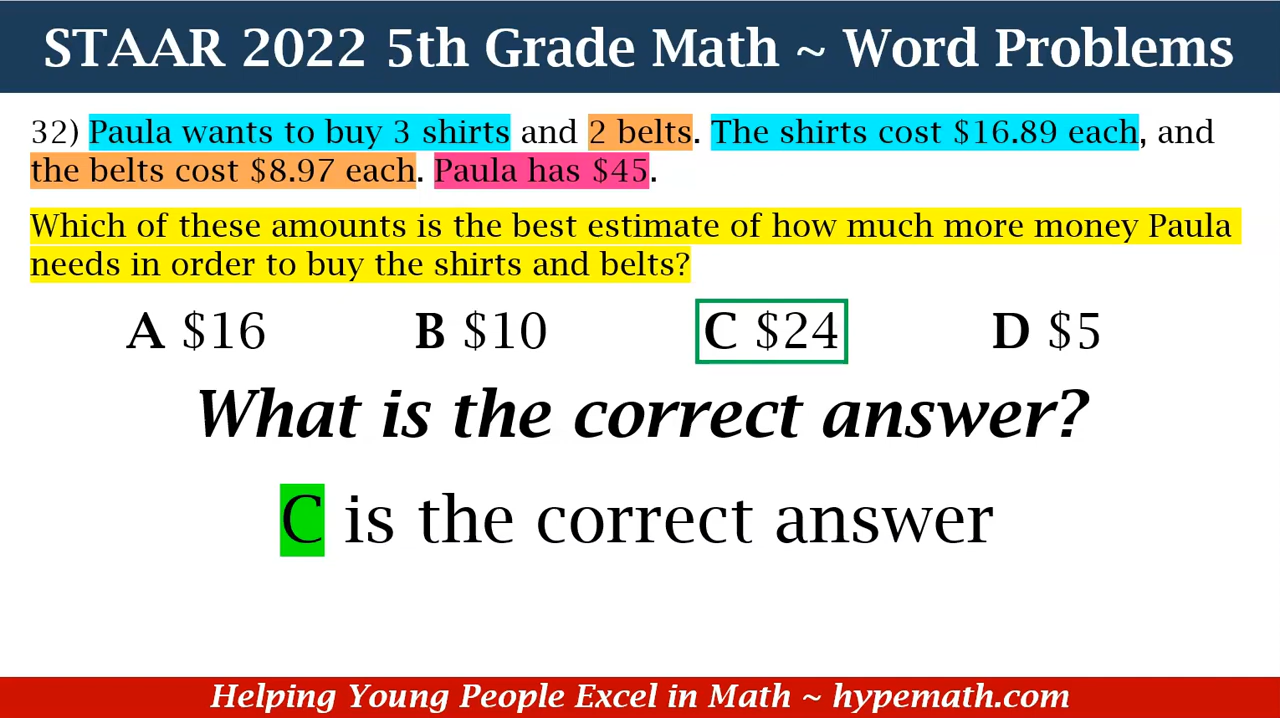 STAAR 2022 5th Grade Math ~ Word Problems
32) Paula wants to buy 3 shirts and 2 belts. The shirts cost $16.89 each, and
the belts cost $8.97 each. Paula has $45.
Which of these amounts is the best estimate of how much more money Paula
needs in order to buy the shirts and belts?
A $16 B $10 C $24 D $5
What is the correct answer?
C is the correct answer
Helping Young People Excel in Math ~ hypemath.com